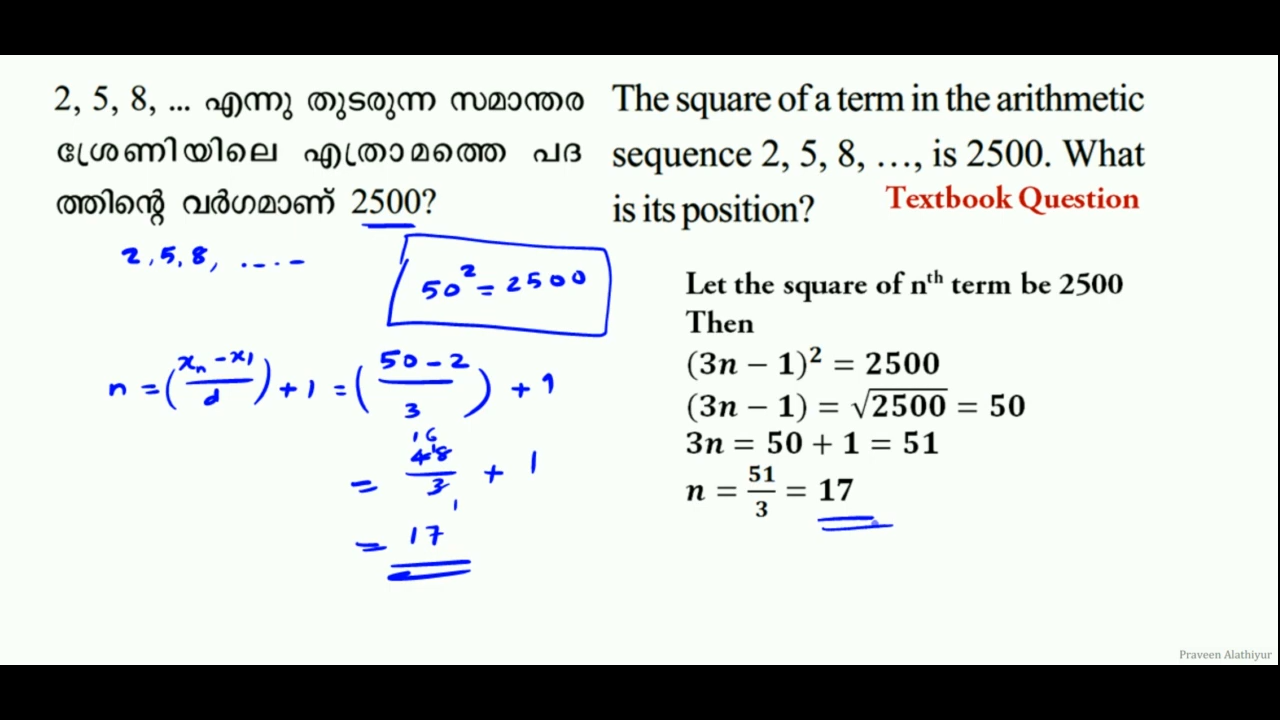 2, 5, 8, ... എന്നു തുടരുന്ന സമാന്തര
ശ്രേണിയിലെ എത്രാമത്തെ പദ
ത്തിന്റെ വർഗമാണ് 2500?
The square of a term in the arithmetic
sequence 2, 5, 8, …, is 2500. What
is its position?
Textbook Question
2, 5, 8, .....
50² = 2500
n = (xₙ - x₁ / d) + 1 = (50 - 2 / 3) + 1
= 48/3 + 1
16
1
= 17
Let the square of nᵗʰ term be 2500
Then
(3n − 1)² = 2500
(3n − 1) = √2500 = 50
3n = 50 + 1 = 51
n = 51/3 = 17
Praveen Alathiyur